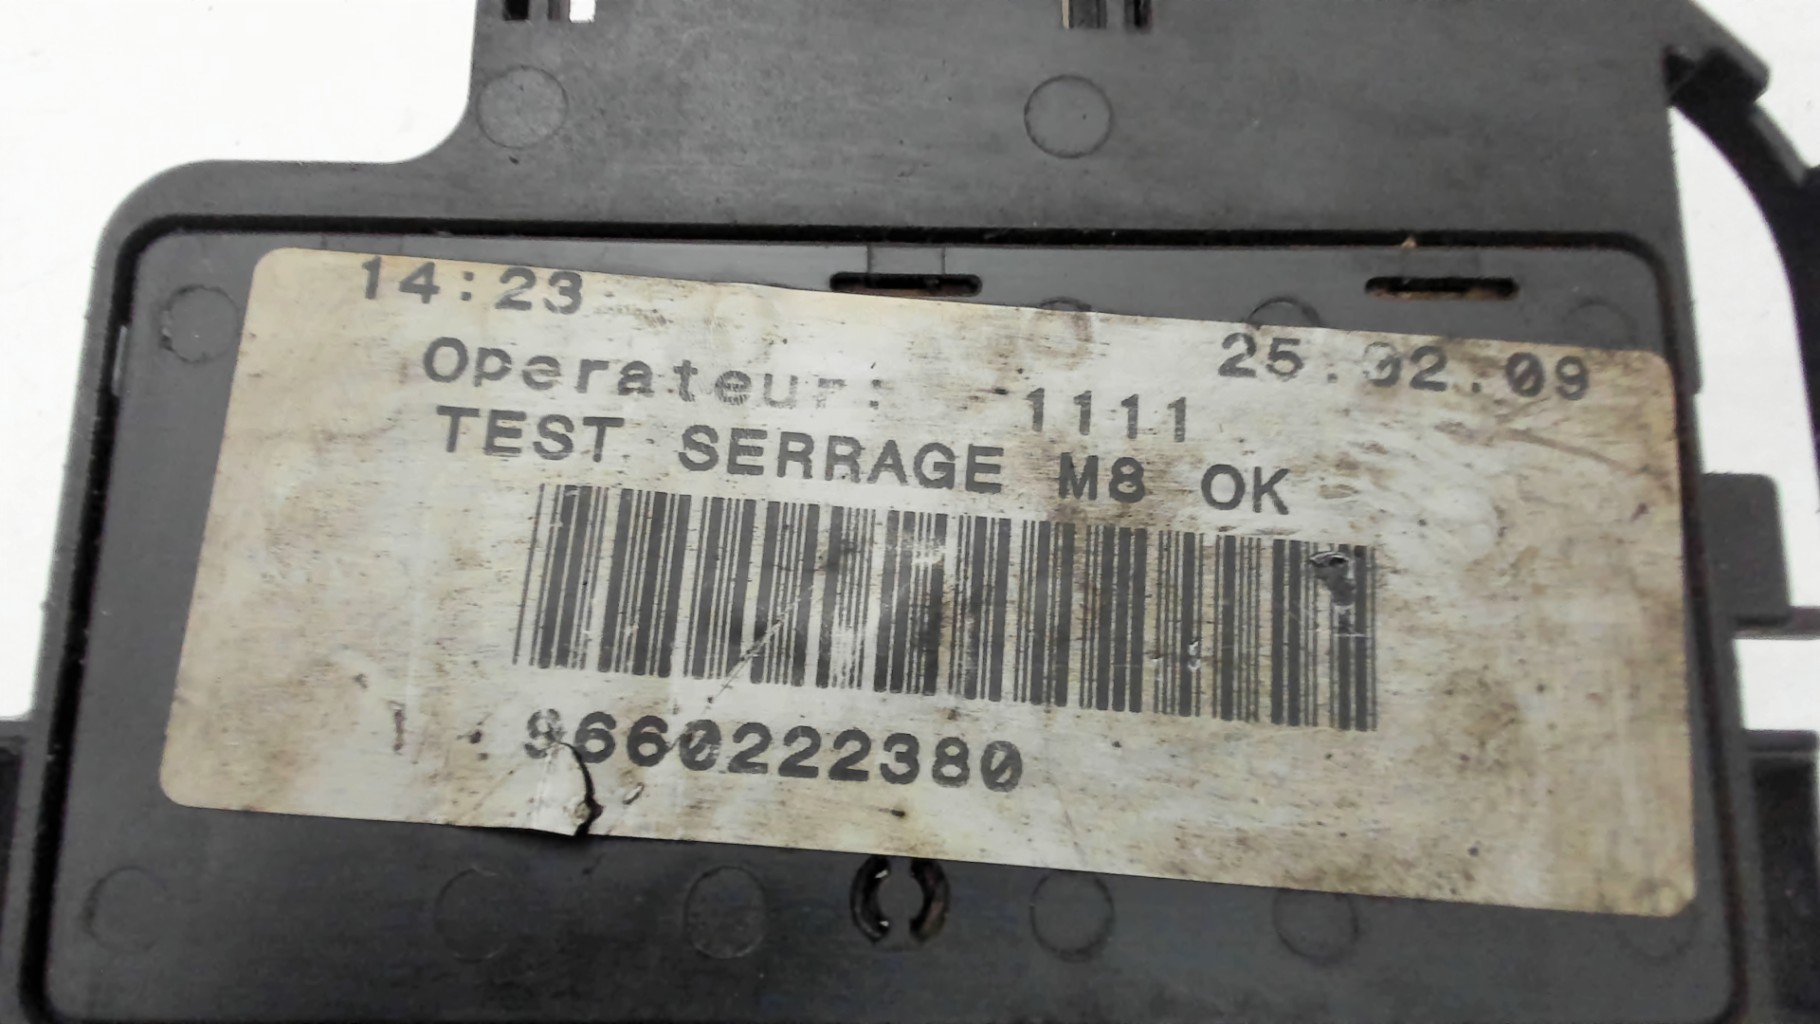 14:23
25.02.09
Operateur: 1111
TEST SERRAGE M8 OK
9660222380